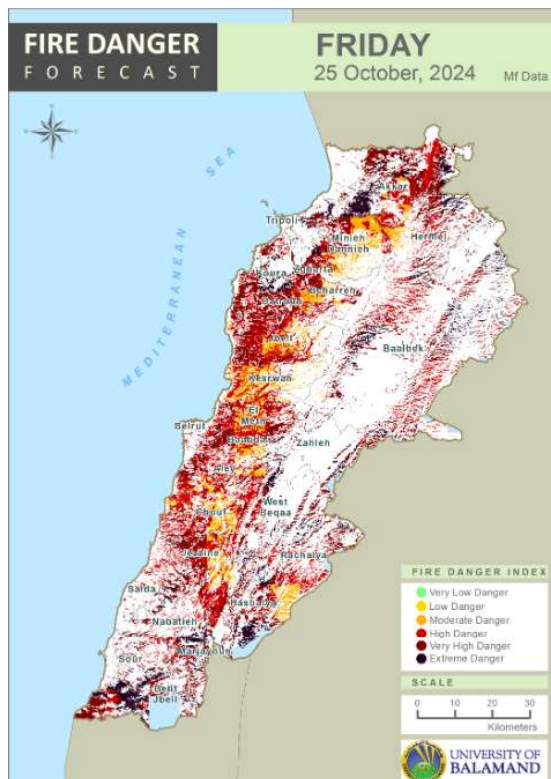 FIRE DANGER
FORECAST
FRIDAY
25 October, 2024
Mf Data
MEDITERRANEAN
SEA
Akkar
Tripoli
Minieh
Dannieh
Hermel
Koura
Zgharta
Bcharreh
Batroun
Jbeil
Baalbek
Kesrwan
El
Metn
Beirut
Baabda
Zahleh
Aley
West
Beqaa
Chouf
Jezzine
Rachaiya
Saida
Hasbaiya
Nabatieh
Marjayoun
Sour
Bent
Jbeil
FIRE DANGER INDEX
Very Low Danger
Low Danger
Moderate Danger
High Danger
Very High Danger
Extreme Danger
SCALE
0 10 20 30
Kilometers
UNIVERSITY OF
BALAMAND